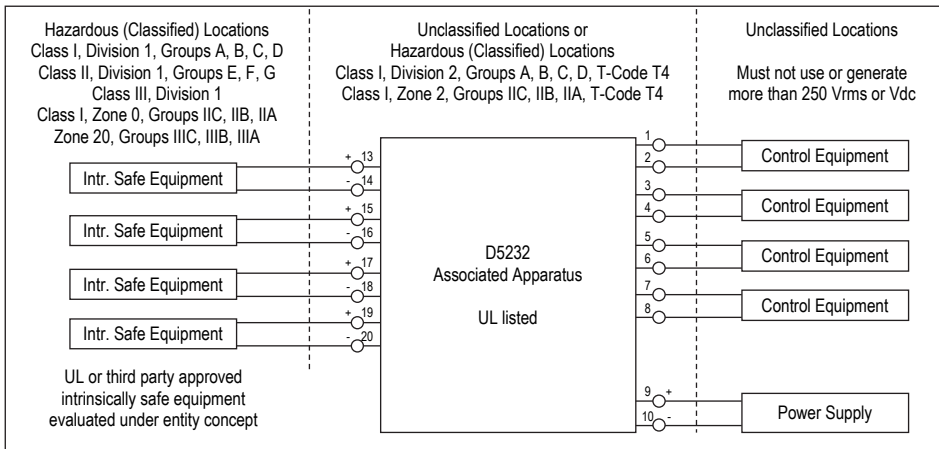 Hazardous (Classified) Locations
Class I, Division 1, Groups A, B, C, D
Class II, Division 1, Groups E, F, G
Class III, Division 1
Class I, Zone 0, Groups IIC, IIB, IIA
Zone 20, Groups IIIC, IIIB, IIIA
Unclassified Locations or
Hazardous (Classified) Locations
Class I, Division 2, Groups A, B, C, D, T-Code T4
Class I, Zone 2, Groups IIC, IIB, IIA, T-Code T4
Unclassified Locations
Must not use or generate
more than 250 Vrms or Vdc
Intr. Safe Equipment
+ 13
- 14
Intr. Safe Equipment
+ 15
- 16
Intr. Safe Equipment
+ 17
- 18
Intr. Safe Equipment
+ 19
- 20
UL or third party approved
intrinsically safe equipment
evaluated under entity concept
D5232
Associated Apparatus
UL listed
1
2
Control Equipment
3
4
Control Equipment
5
6
Control Equipment
7
8
Control Equipment
9 +
10 -
Power Supply